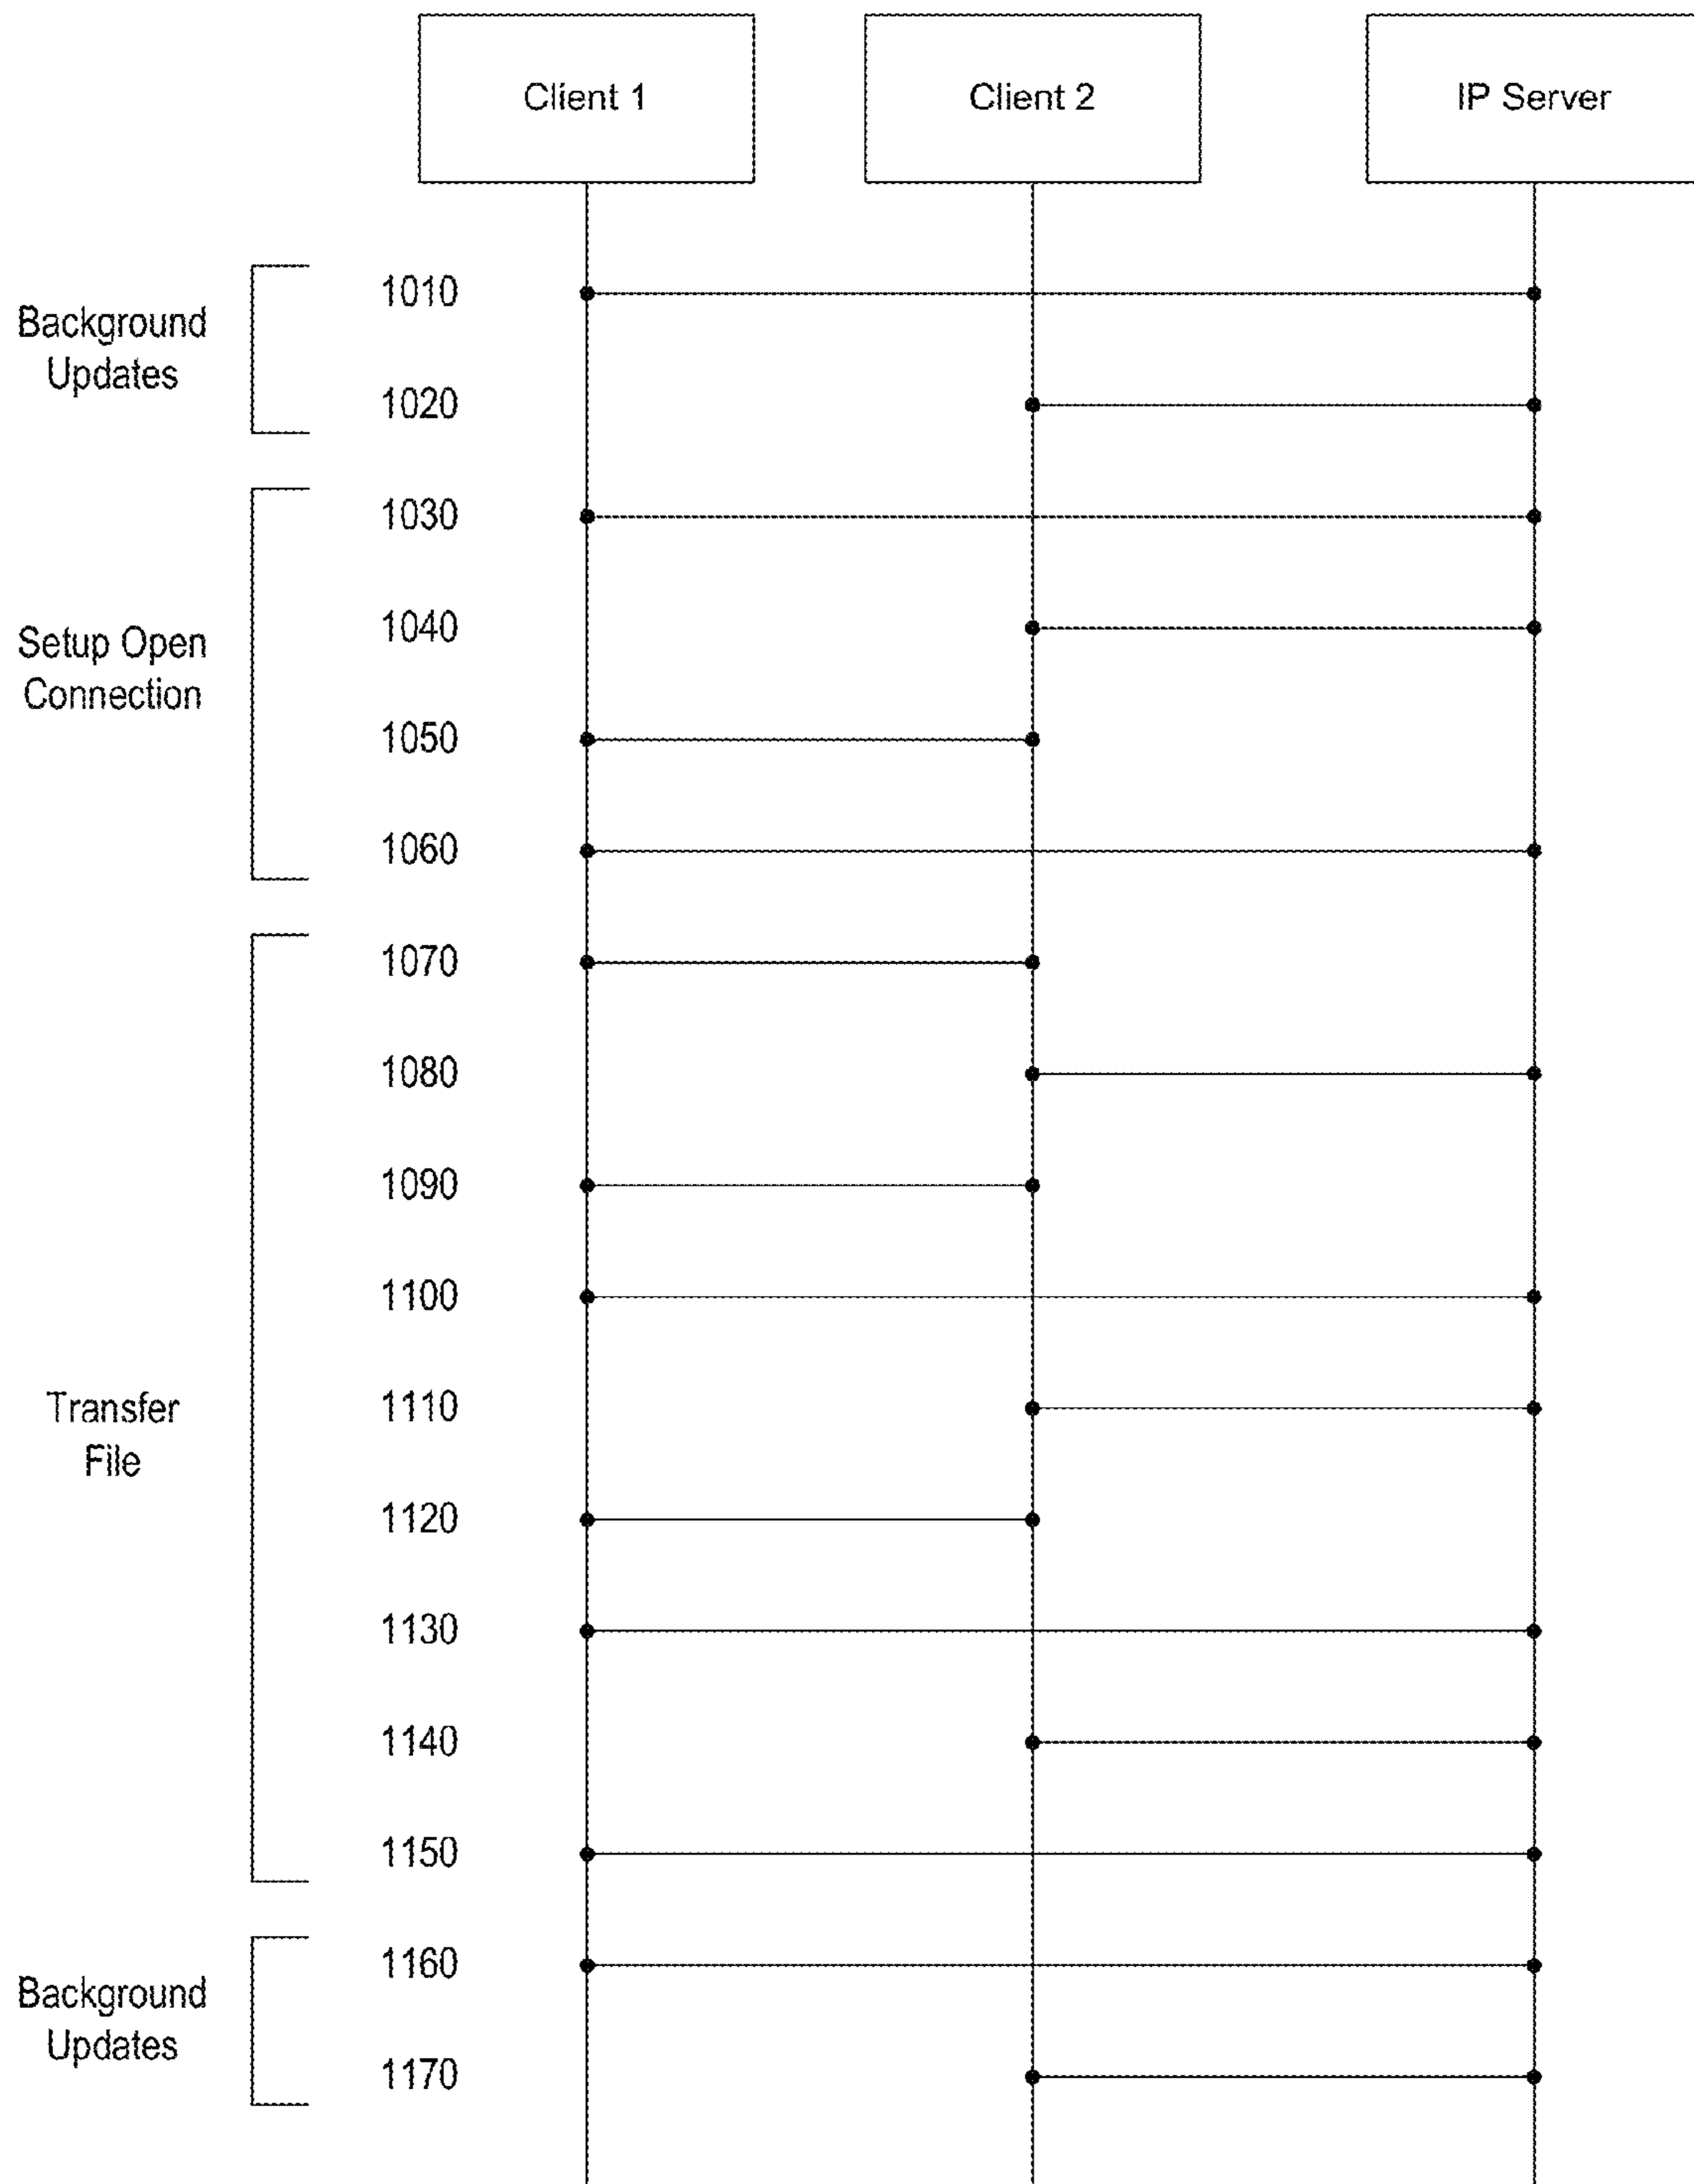 Client 1
Client 2
IP Server
Background
Updates
1010
1020
Setup Open
Connection
1030
1040
1050
1060
Transfer
File
1070
1080
1090
1100
1110
1120
1130
1140
1150
Background
Updates
1160
1170